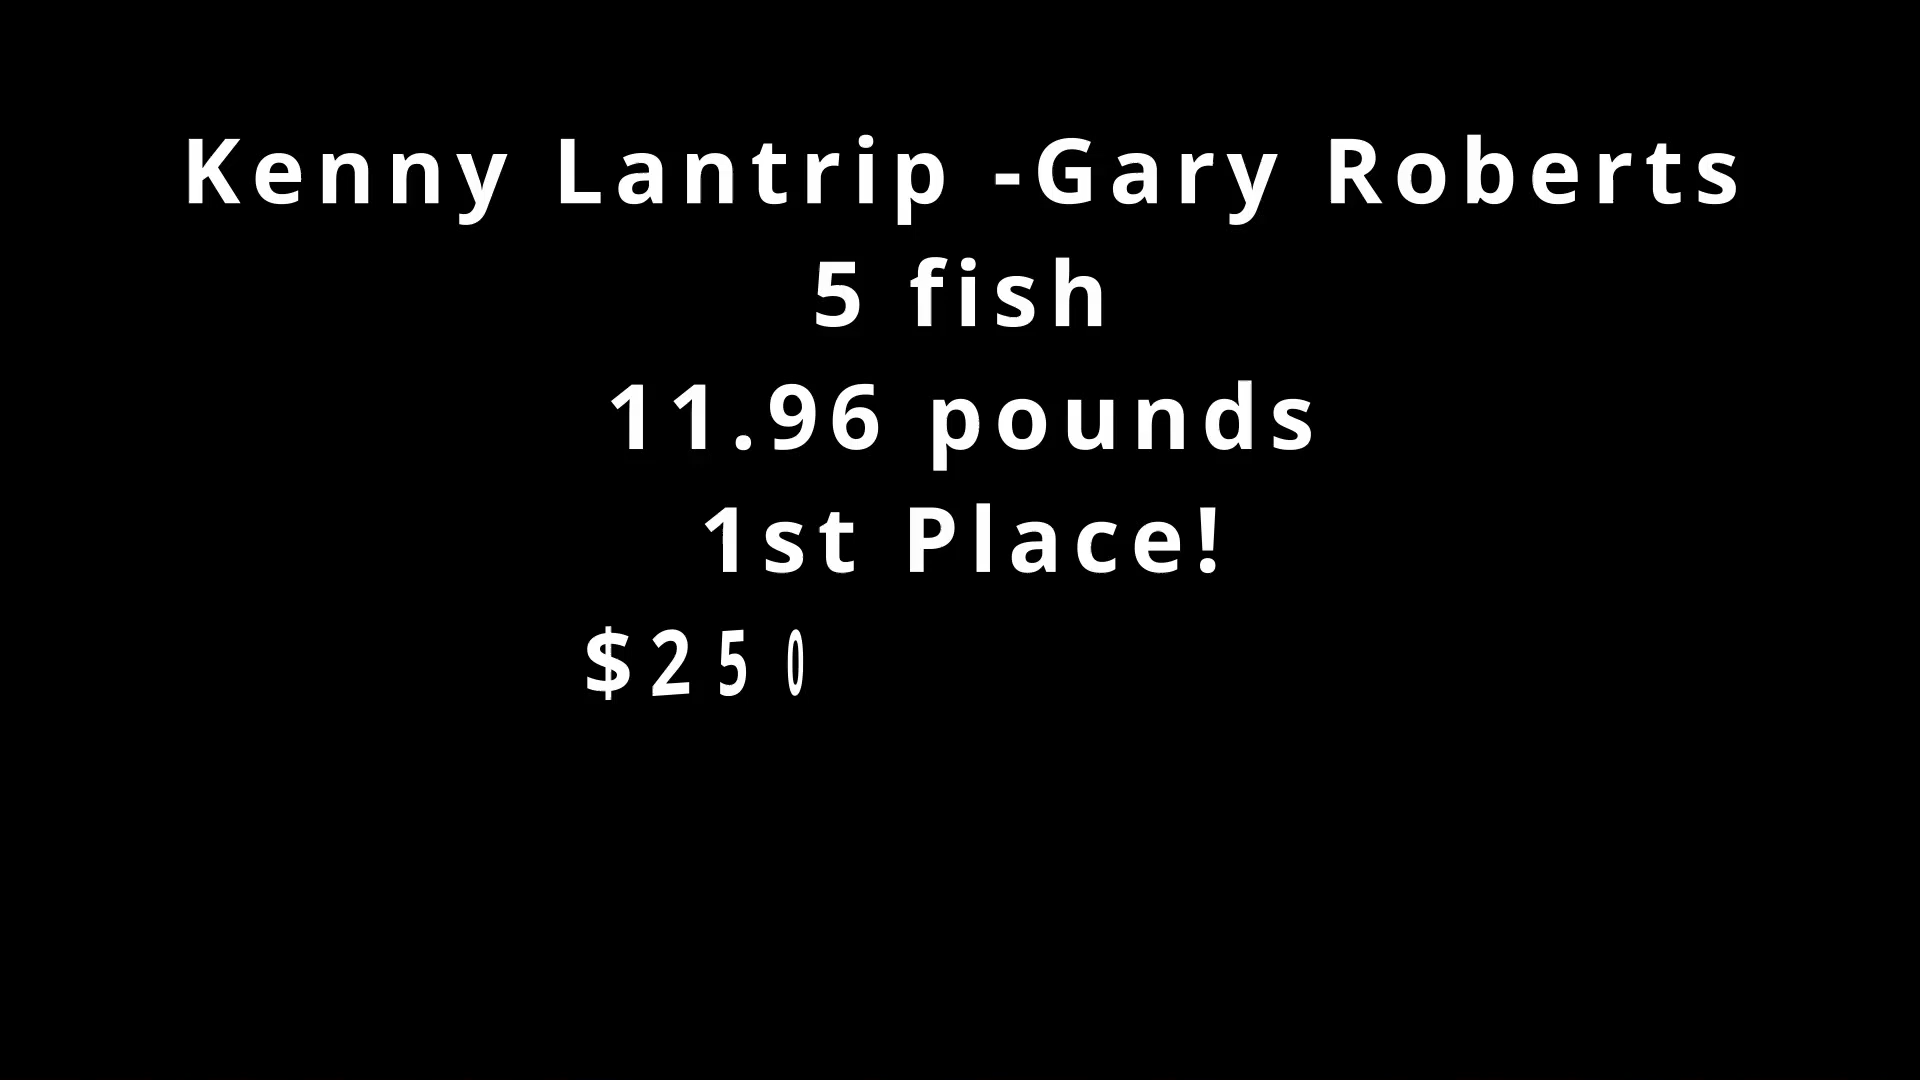 Kenny Lantrip -Gary Roberts
5 fish
11.96 pounds
1st Place!
$250